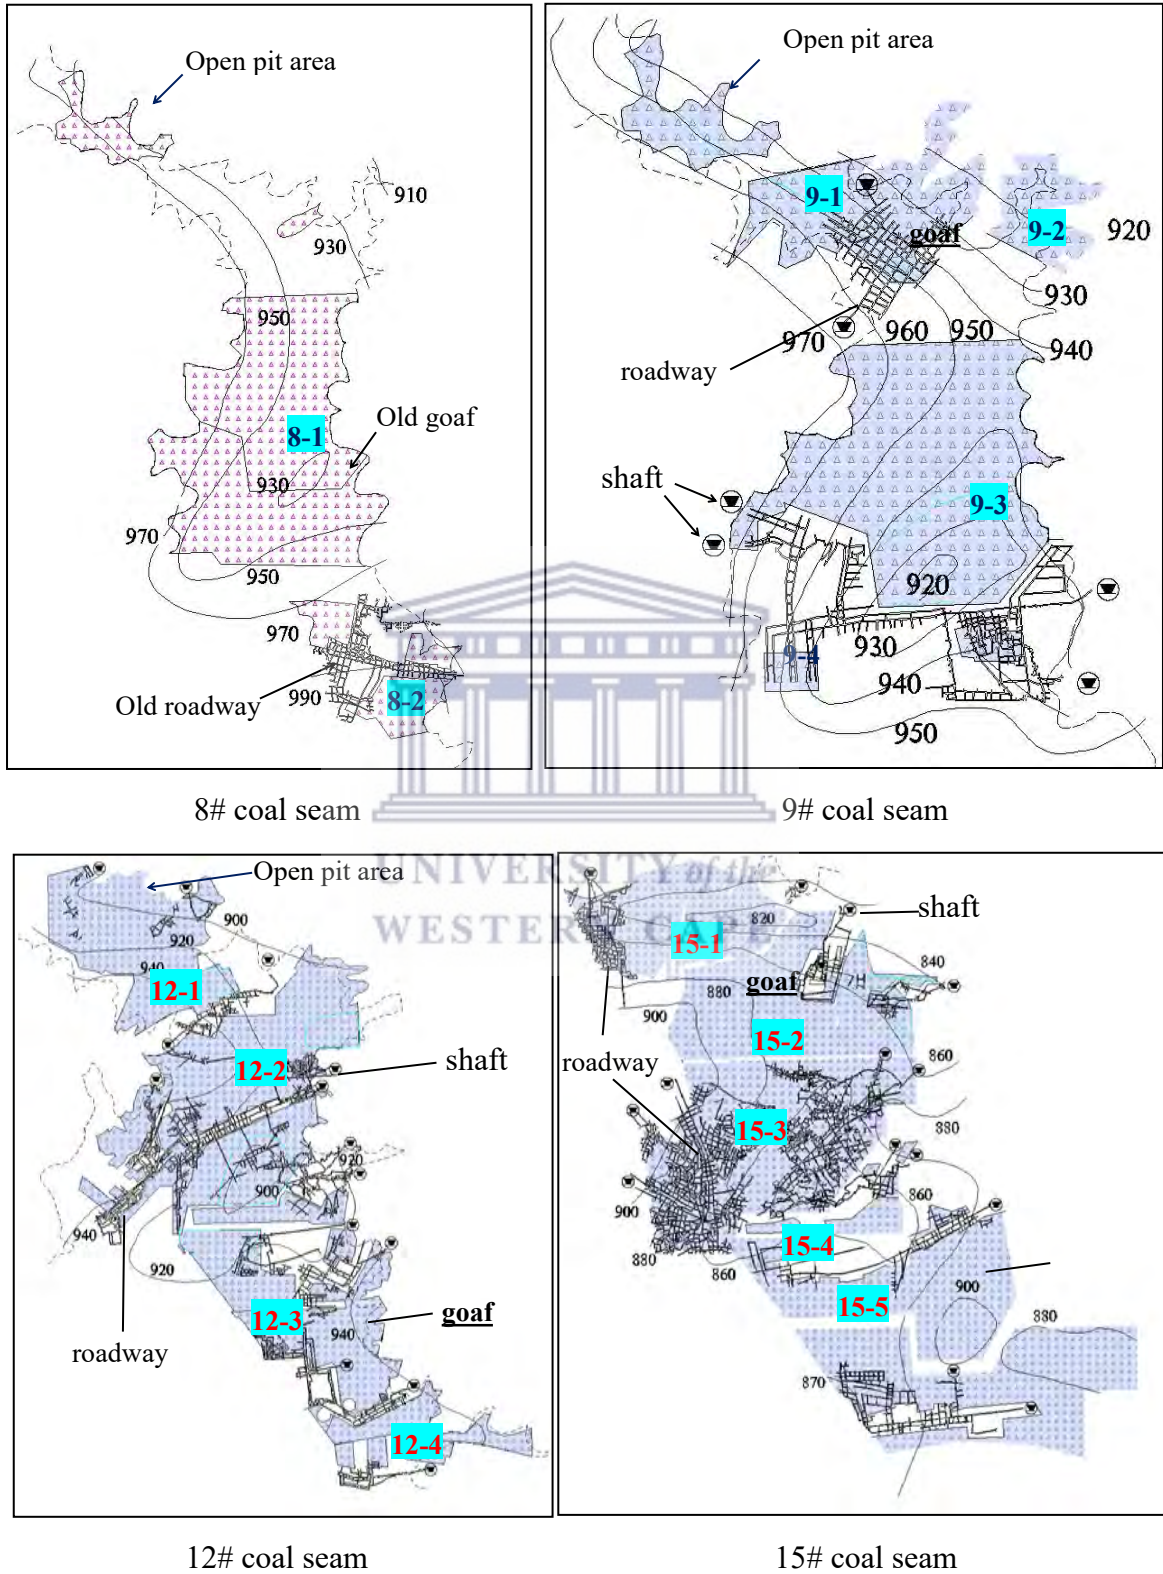 Open pit area
910
930
950
8-1
Old goaf
930
970
950
970
Old roadway
990
8-2
8# coal seam
Open pit area
9-1
goaf
9-2
920
930
970
960
950
940
roadway
shaft
9-3
920
9-4
930
940
950
9# coal seam
UNIVERSITY of the
WESTERN CAPE
Open pit area
900
920
940
12-1
12-2
shaft
920
900
940
920
12-3
goaf
940
roadway
12-4
12# coal seam
shaft
820
15-1
840
goaf
880
900
15-2
roadway
860
15-3
880
900
860
15-4
880
860
900
15-5
880
870
15# coal seam